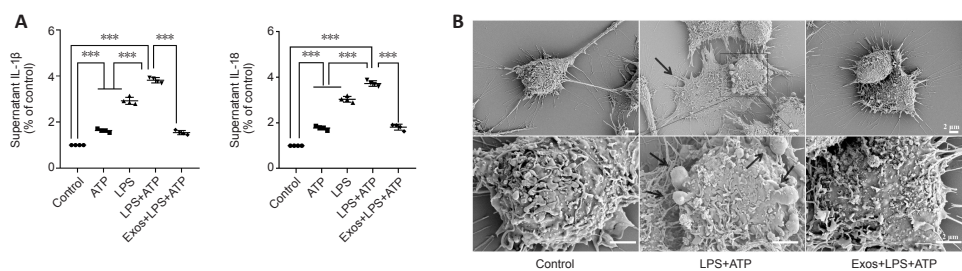 A
Supernatant IL-1β
(% of control)
6
4
2
0
***
***
***
***
Control
ATP
LPS
LPS+ATP
Exos+LPS+ATP
Supernatant IL-18
(% of control)
6
4
2
0
***
***
***
***
Control
ATP
LPS
LPS+ATP
Exos+LPS+ATP
B
2 μm
2 μm
Control
LPS+ATP
Exos+LPS+ATP